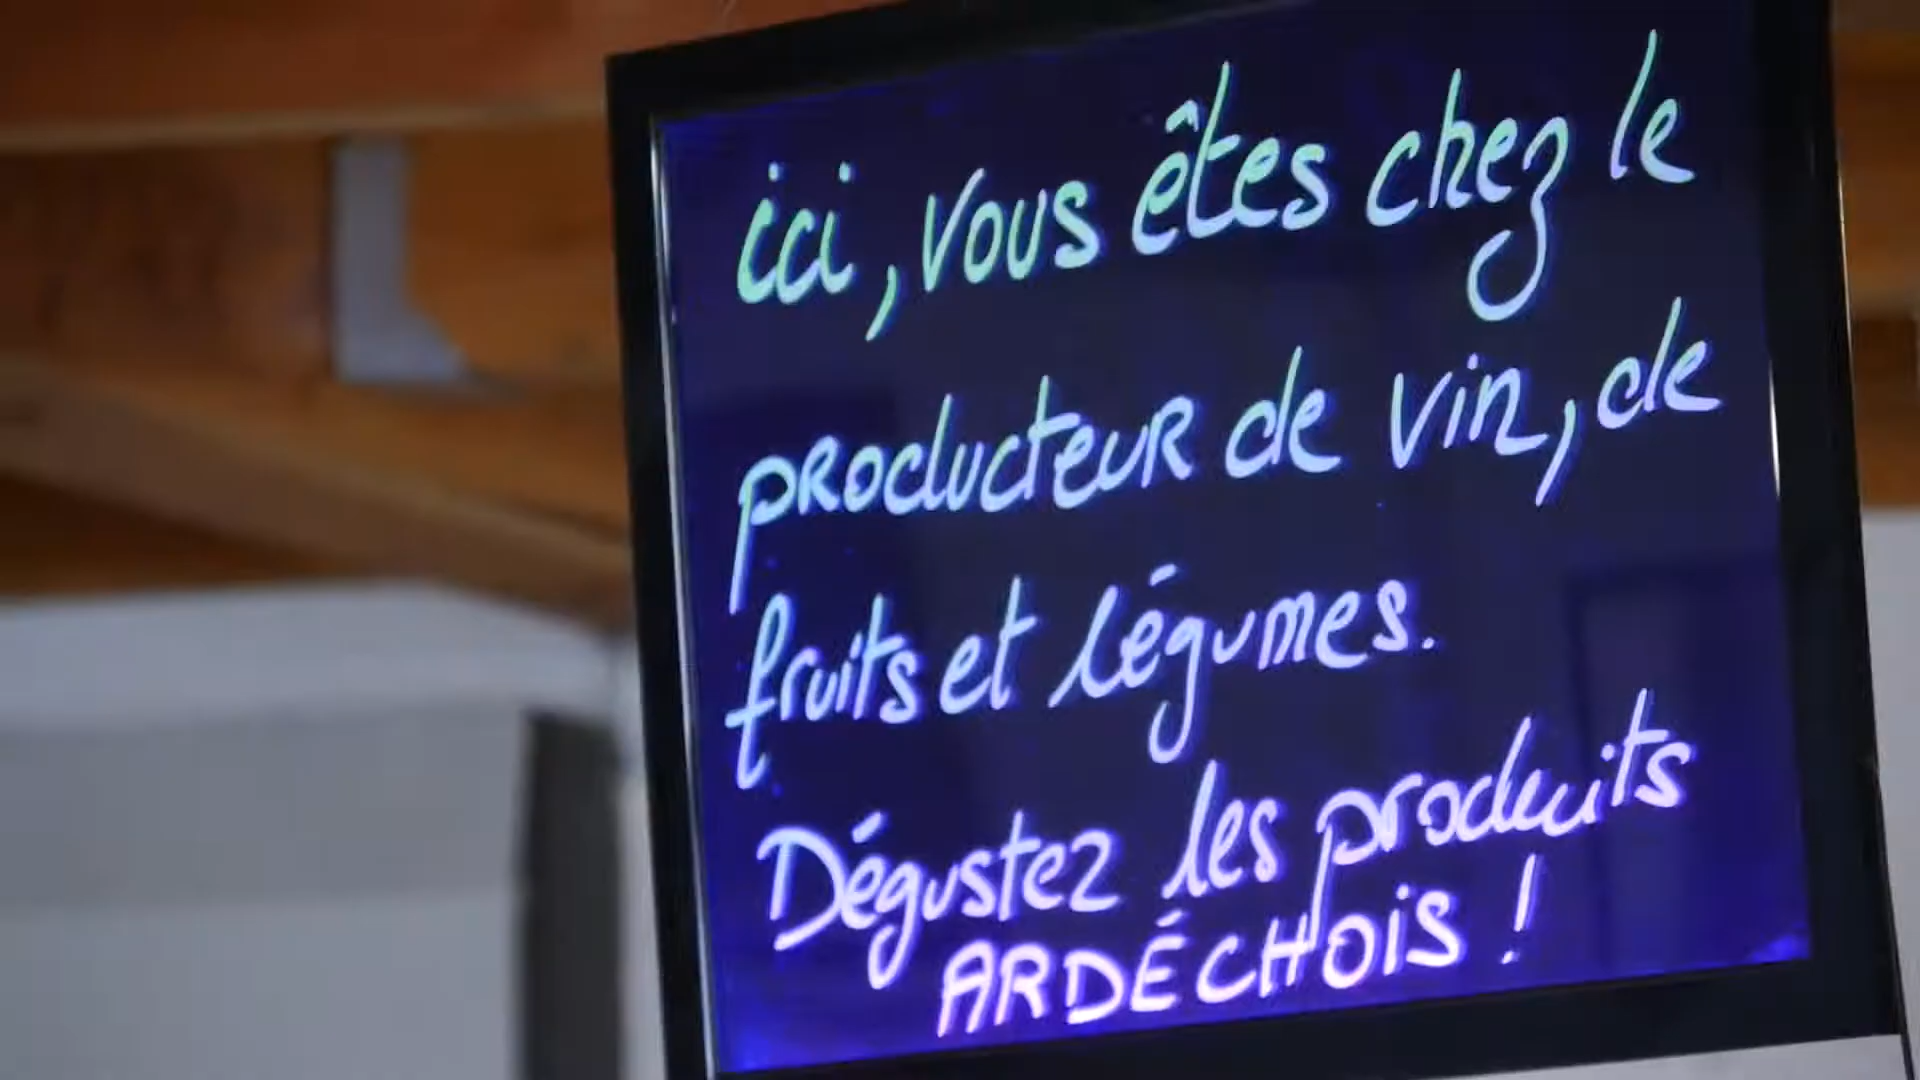 ici, vous êtes chez le
producteur de vin, de
fruits et légumes.
Dégustez les produits
ARDÉCHOIS !